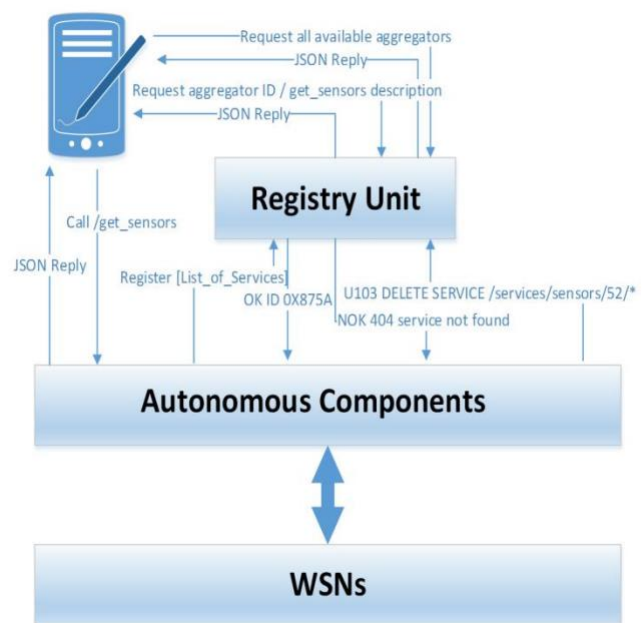 Request all available aggregators
JSON Reply
Request aggregator ID / get_sensors description
JSON Reply
Registry Unit
Call /get_sensors
JSON Reply
Register [List_of_Services]
OK ID 0X875A
U103 DELETE SERVICE /services/sensors/52/*
NOK 404 service not found
Autonomous Components
WSNs